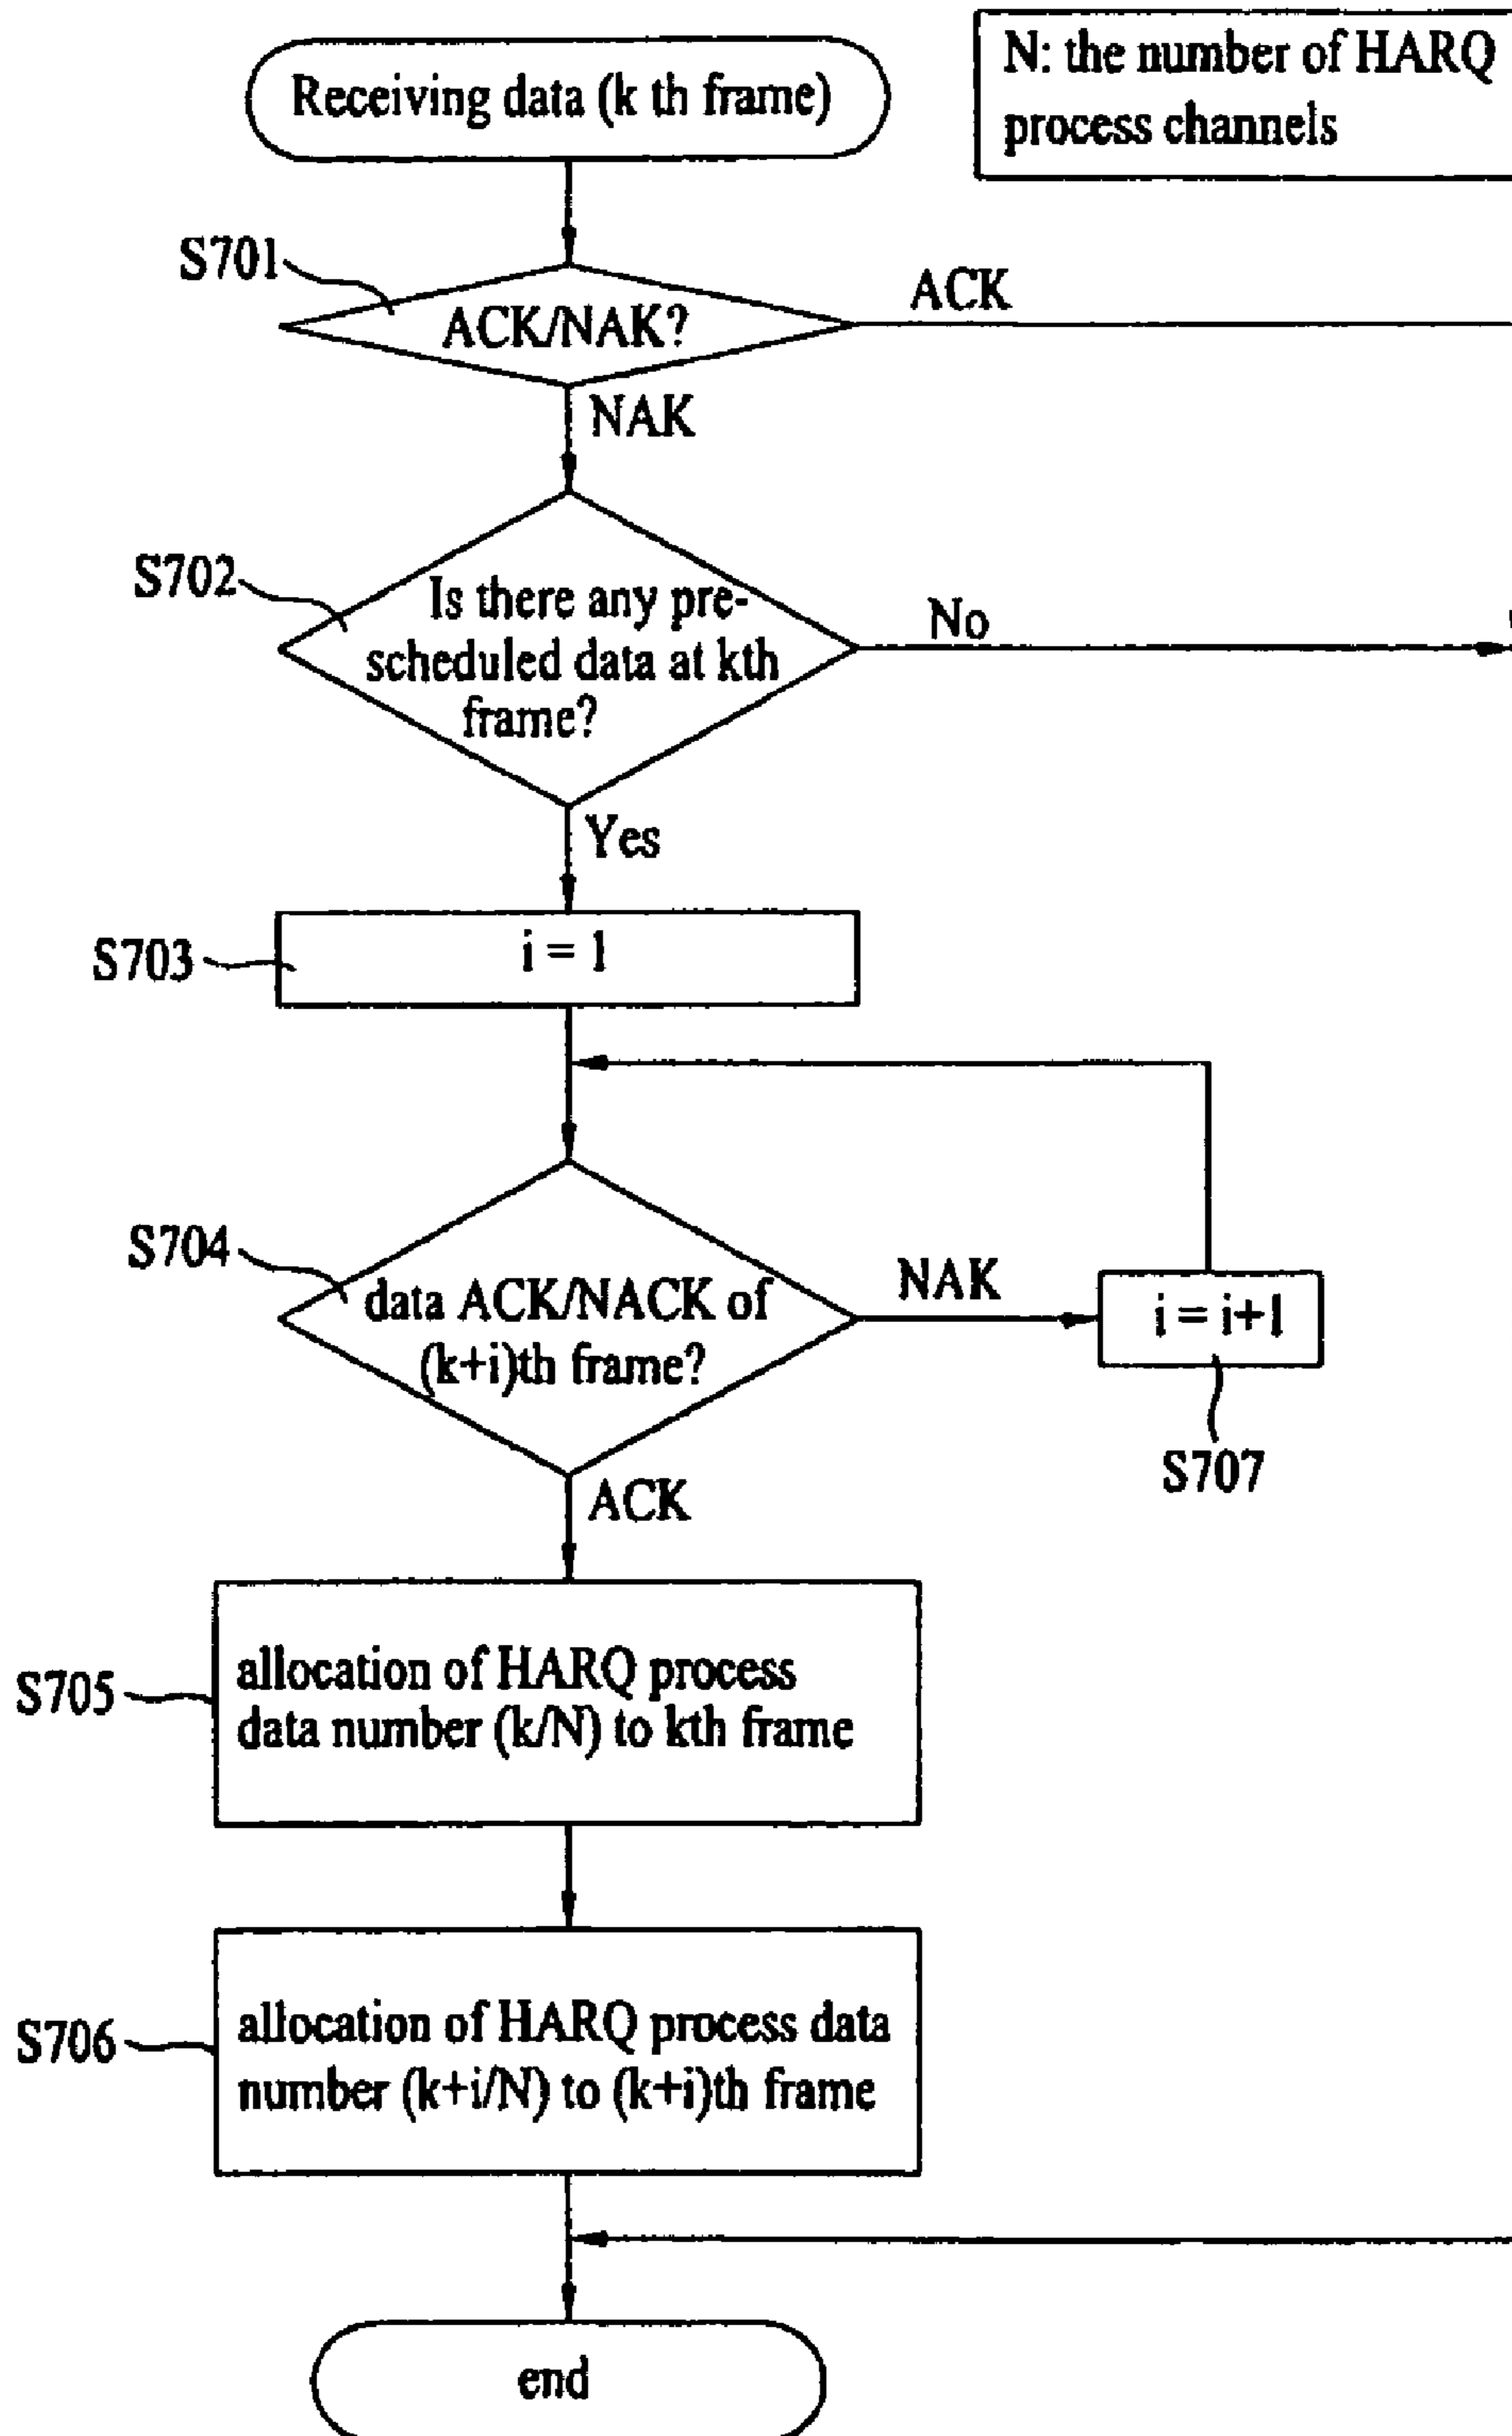 Receiving data (k th frame)
N: the number of HARQ
process channels
S701
ACK/NAK?
ACK
NAK
S702
Is there any pre-
scheduled data at kth
frame?
No
Yes
S703
i = 1
S704
data ACK/NACK of
(k+i)th frame?
NAK
i = i+1
S707
ACK
S705
allocation of HARQ process
data number (k/N) to kth frame
S706
allocation of HARQ process data
number (k+i/N) to (k+i)th frame
end